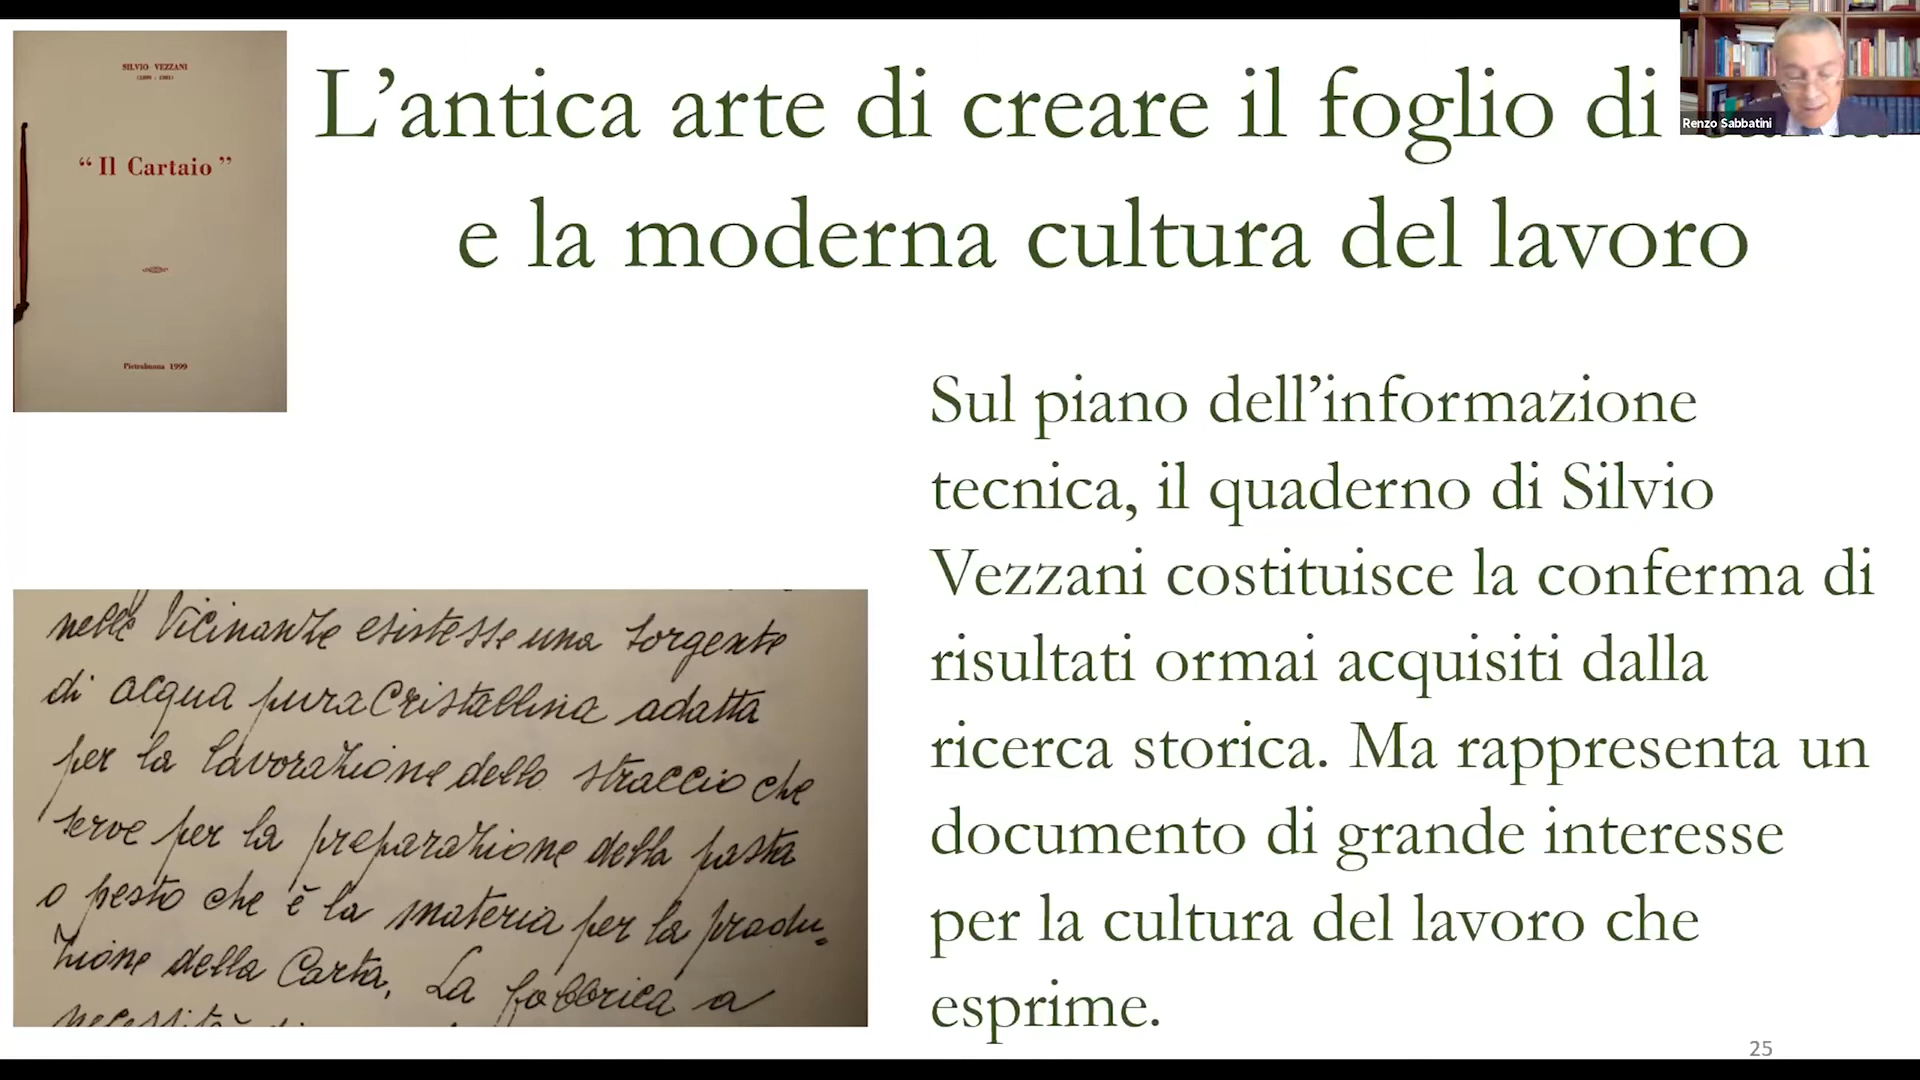 SILVIO VEZZANI
“Il Cartaio”
Pietrabuona 1999
L’antica arte di creare il foglio di
e la moderna cultura del lavoro
Renzo Sabbatini
Sul piano dell’informazione
tecnica, il quaderno di Silvio
Vezzani costituisce la conferma di
risultati ormai acquisiti dalla
ricerca storica. Ma rappresenta un
documento di grande interesse
per la cultura del lavoro che
esprime.
nelle Vicinanze esistesse una sorgente
di acqua pura Cristallina adatta
per la lavorazione dello straccio che
serve per la preparazione della pasta
o pesto che è la materia per la produ=
zione della Carta. La fabbrica a
25